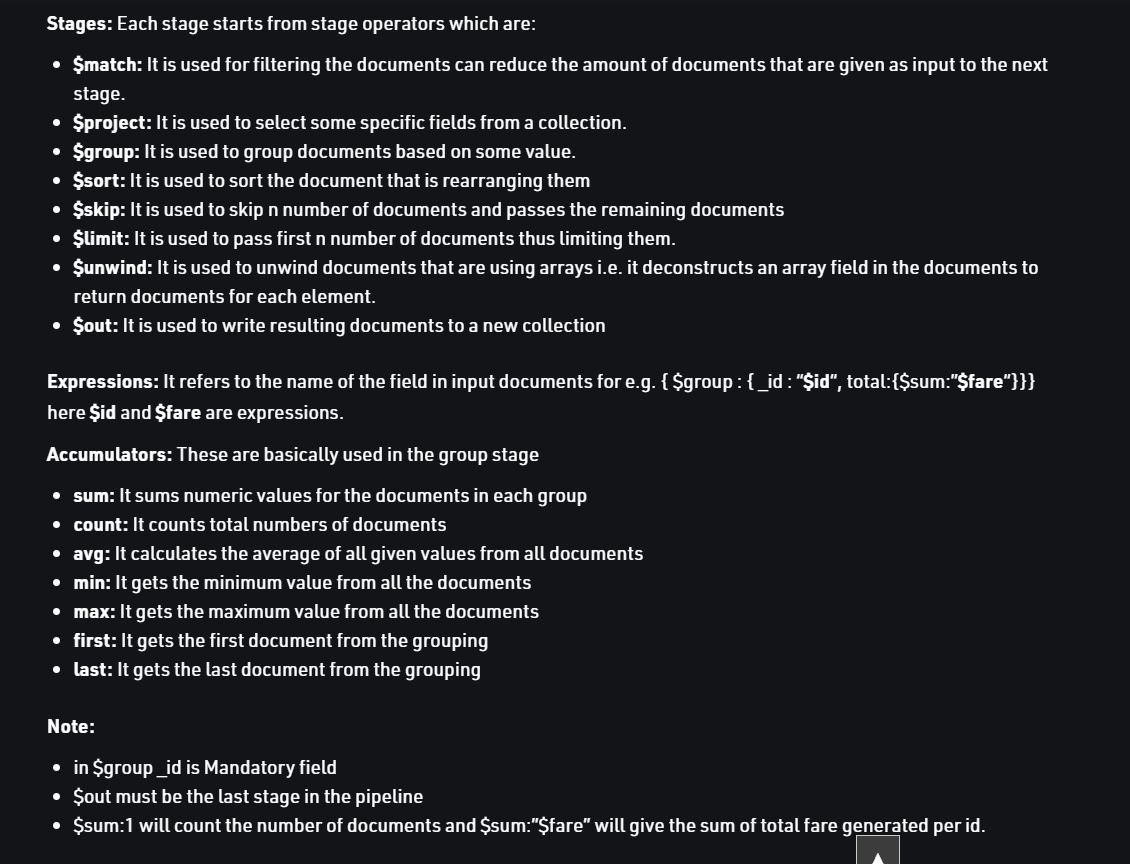 Stages: Each stage starts from stage operators which are:
• $match: It is used for filtering the documents can reduce the amount of documents that are given as input to the next
stage.
• $project: It is used to select some specific fields from a collection.
• $group: It is used to group documents based on some value.
• $sort: It is used to sort the document that is rearranging them
• $skip: It is used to skip n number of documents and passes the remaining documents
• $limit: It is used to pass first n number of documents thus limiting them.
• $unwind: It is used to unwind documents that are using arrays i.e. it deconstructs an array field in the documents to
return documents for each element.
• $out: It is used to write resulting documents to a new collection
Expressions: It refers to the name of the field in input documents for e.g. { $group : { _id : “$id“, total:{$sum:”$fare“}}}
here $id and $fare are expressions.
Accumulators: These are basically used in the group stage
• sum: It sums numeric values for the documents in each group
• count: It counts total numbers of documents
• avg: It calculates the average of all given values from all documents
• min: It gets the minimum value from all the documents
• max: It gets the maximum value from all the documents
• first: It gets the first document from the grouping
• last: It gets the last document from the grouping
Note:
• in $group _id is Mandatory field
• $out must be the last stage in the pipeline
• $sum:1 will count the number of documents and $sum:”$fare” will give the sum of total fare generated per id.